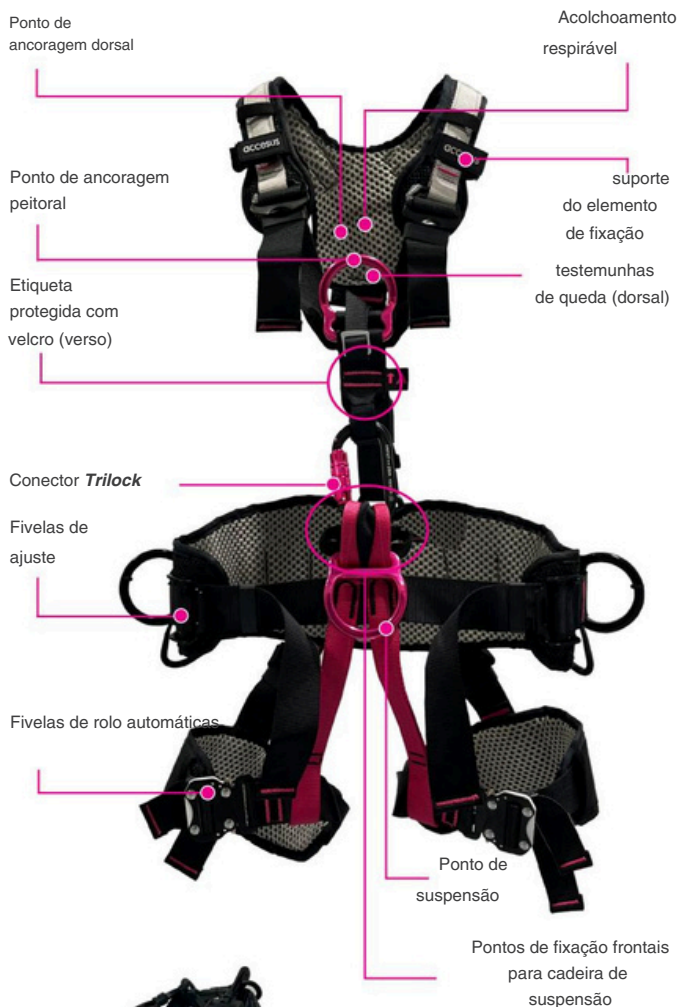 Ponto de
ancoragem dorsal
Acolchoamento
respirável
accesus
Ponto de ancoragem
peitoral
suporte
do elemento
de fixação
Etiqueta
protegida com
velcro (verso)
testemunhas
de queda (dorsal)
Conector Trilock
Fivelas de
ajuste
Fivelas de rolo automáticas
Ponto de
suspensão
Pontos de fixação frontais
para cadeira de
suspensão